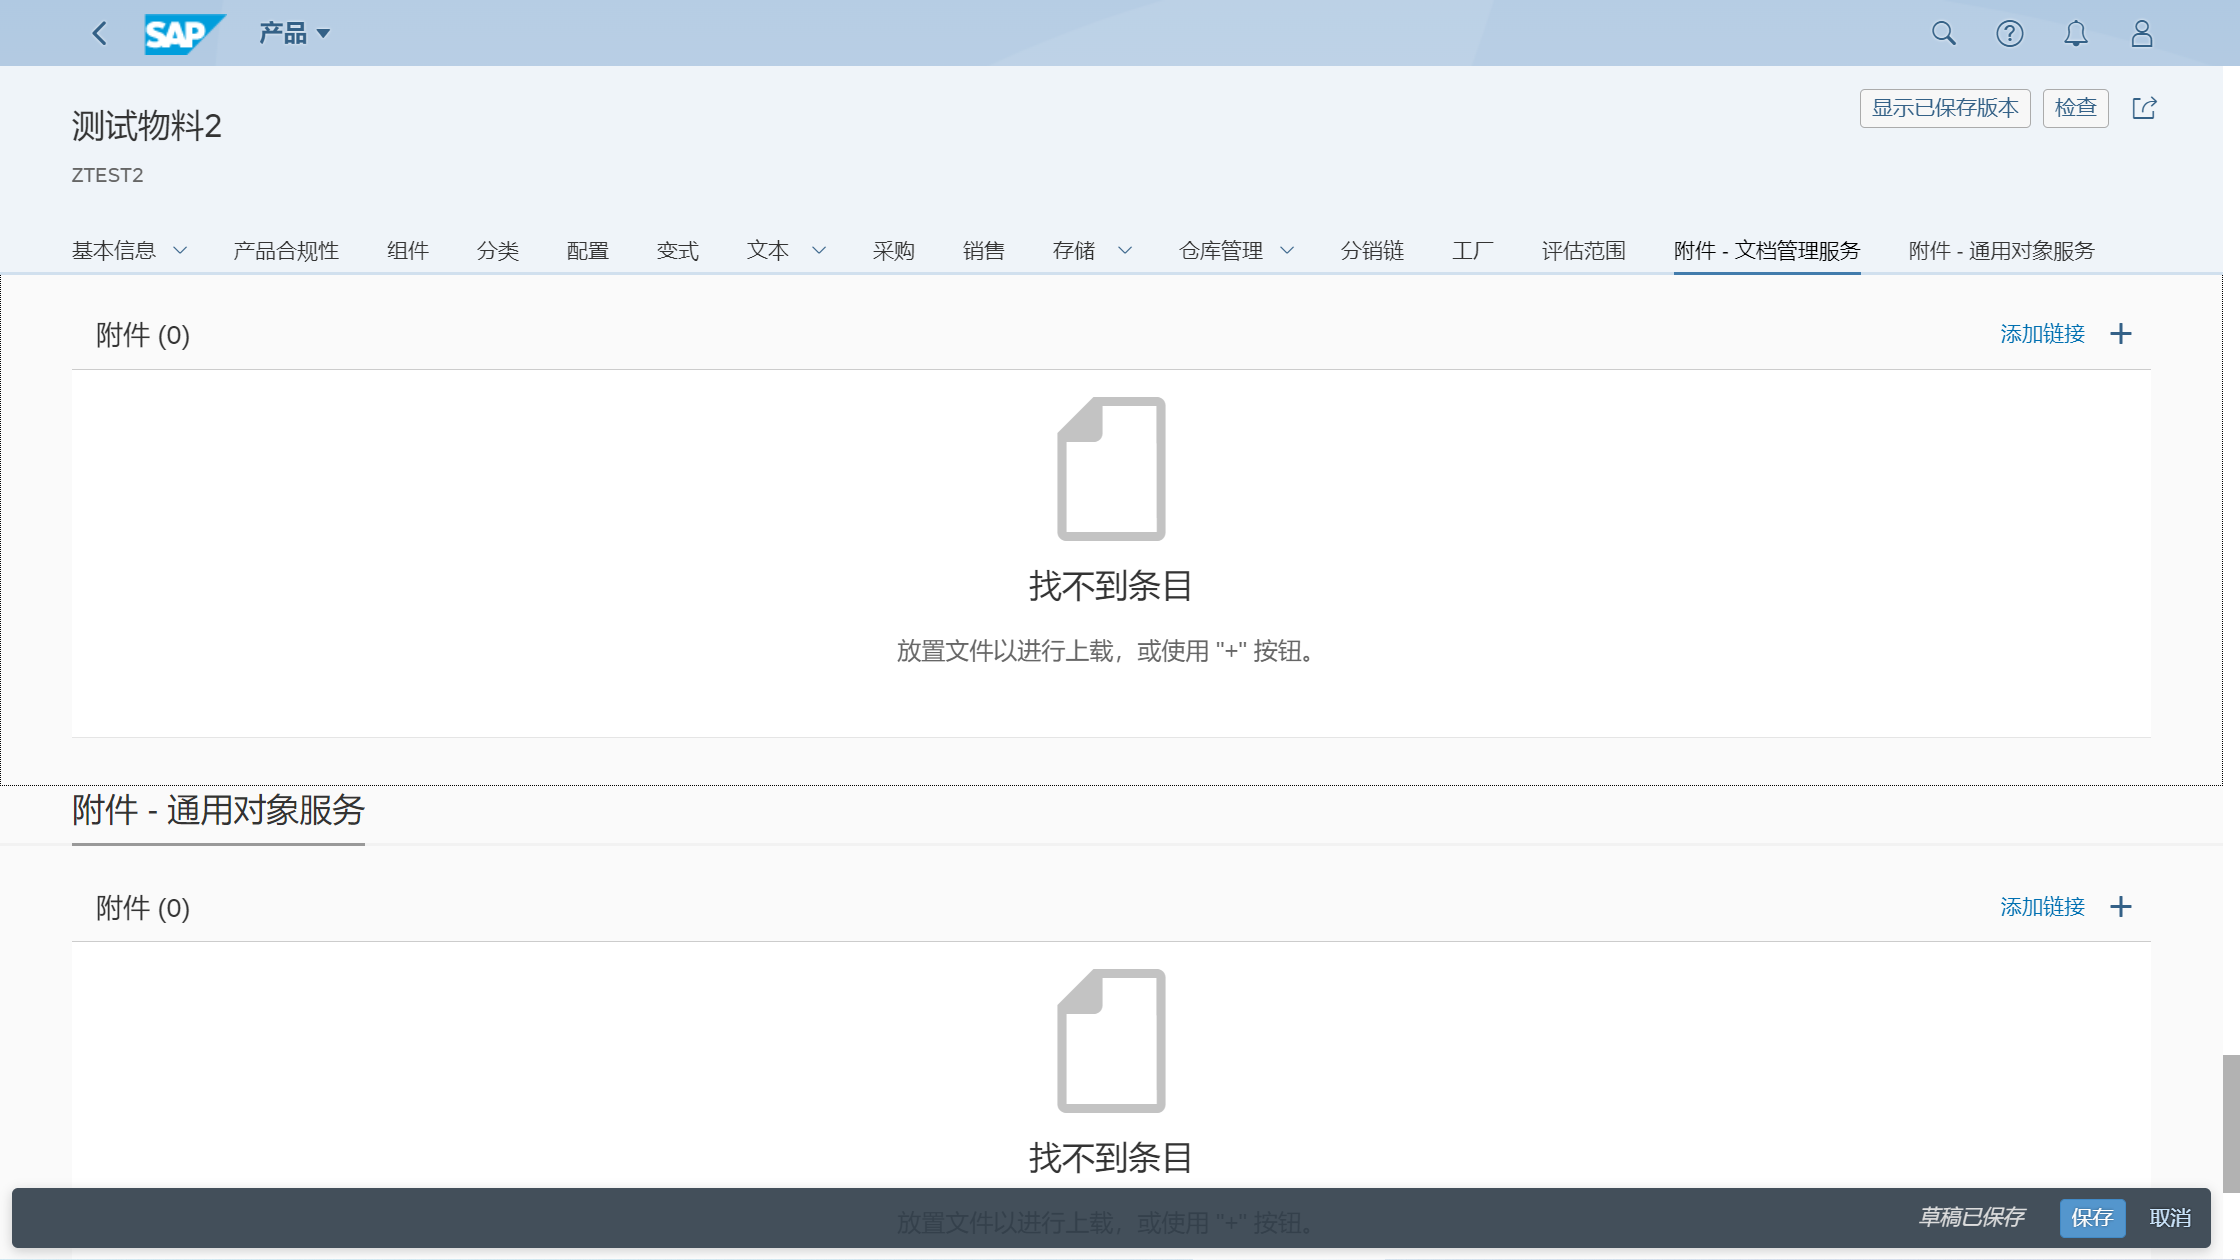 SAP 产品
测试物料2
显示已保存版本 检查
ZTEST2
基本信息 产品合规性 组件 分类 配置 变式 文本 采购 销售 存储 仓库管理 分销链 工厂 评估范围 附件 - 文档管理服务 附件 - 通用对象服务
附件 (0) 添加链接
找不到条目
放置文件以进行上载，或使用 "+" 按钮。
附件 - 通用对象服务
附件 (0) 添加链接
找不到条目
放置文件以进行上载，或使用 "+" 按钮。
草稿已保存 保存 取消